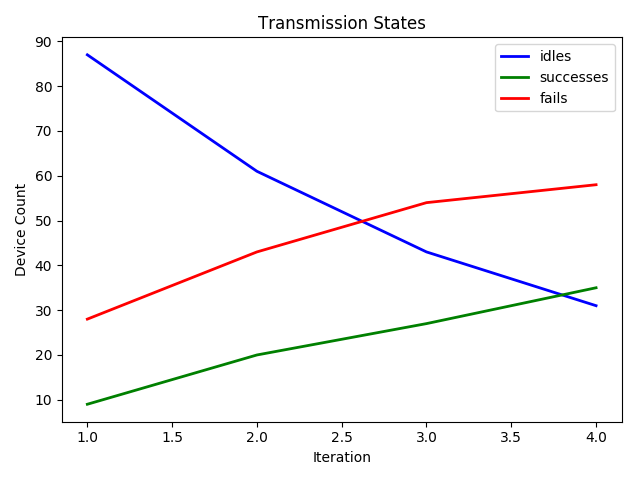 Transmission States
90
80
70
60
50
40
30
20
10
Device Count
idles
successes
fails
1.0 1.5 2.0 2.5 3.0 3.5 4.0
Iteration